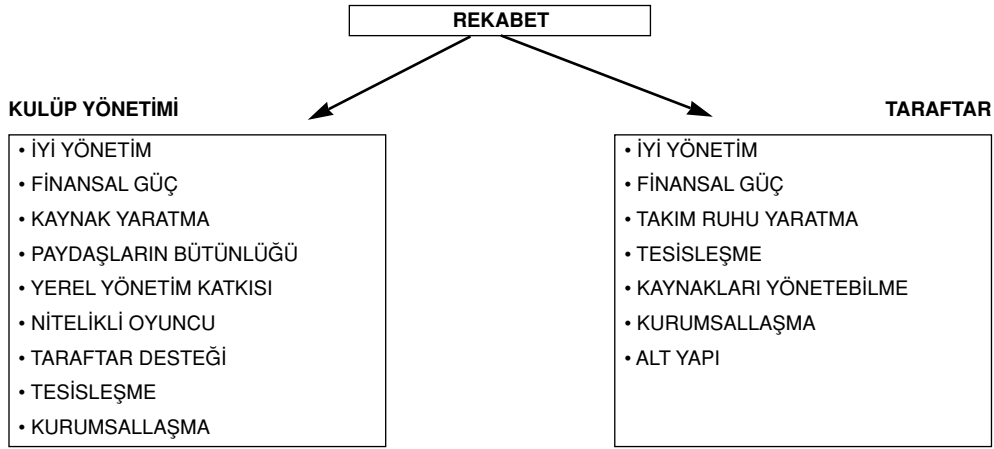 REKABET
KULÜP YÖNETİMİ
• İYİ YÖNETİM
• FİNANSAL GÜÇ
• KAYNAK YARATMA
• PAYDAŞLARIN BÜTÜNLÜĞÜ
• YEREL YÖNETİM KATKISI
• NİTELİKLİ OYUNCU
• TARAFTAR DESTEĞİ
• TESİSLEŞME
• KURUMSALLAŞMA
TARAFTAR
• İYİ YÖNETİM
• FİNANSAL GÜÇ
• TAKIM RUHU YARATMA
• TESİSLEŞME
• KAYNAKLARI YÖNETEBİLME
• KURUMSALLAŞMA
• ALT YAPI